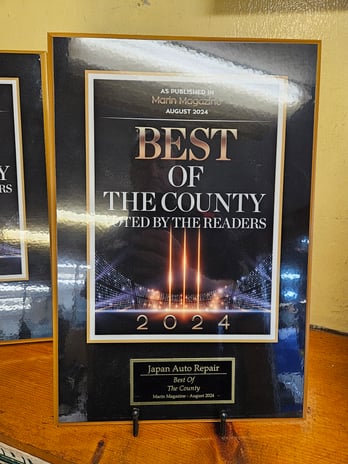 AS PUBLISHED IN
Marin Magazine
AUGUST 2024
BEST
OF
THE COUNTY
VOTED BY THE READERS
2024
Japan Auto Repair
Best Of
The County
Marin Magazine - August 2024
Y
RS